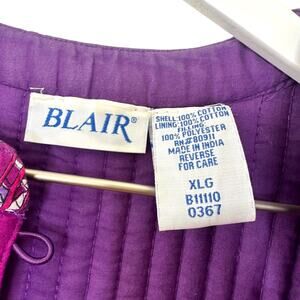 BLAIR®
SHELL:100% COTTON
LINING:100% COTTON
FILLING
100% POLYESTER
RN#80911
MADE IN INDIA
REVERSE
FOR CARE
XLG
B11110
0367